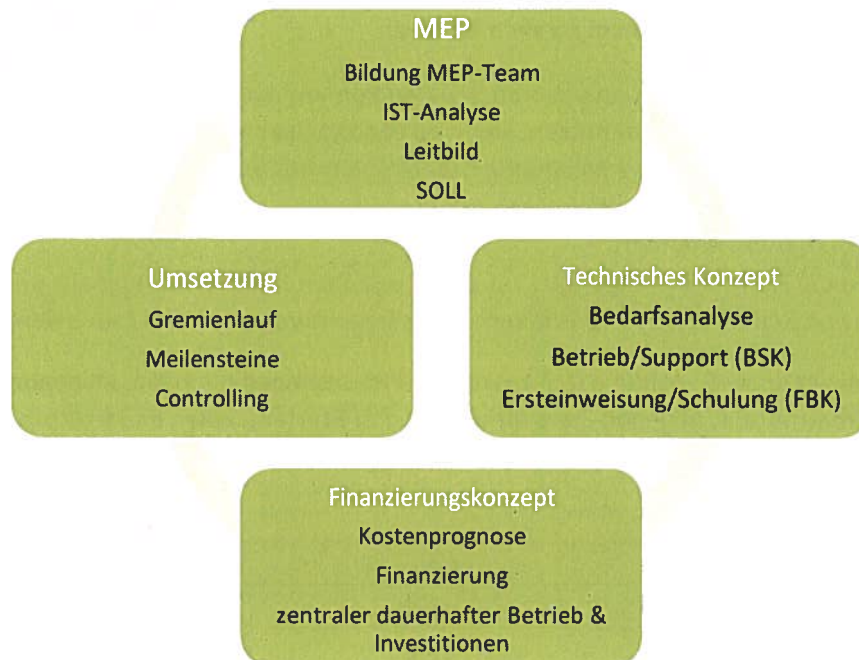 MEP
Bildung MEP-Team
IST-Analyse
Leitbild
SOLL
Umsetzung
Gremienlauf
Meilensteine
Controlling
Technisches Konzept
Bedarfsanalyse
Betrieb/Support (BSK)
Ersteinweisung/Schulung (FBK)
Finanzierungskonzept
Kostenprognose
Finanzierung
zentraler dauerhafter Betrieb &
Investitionen